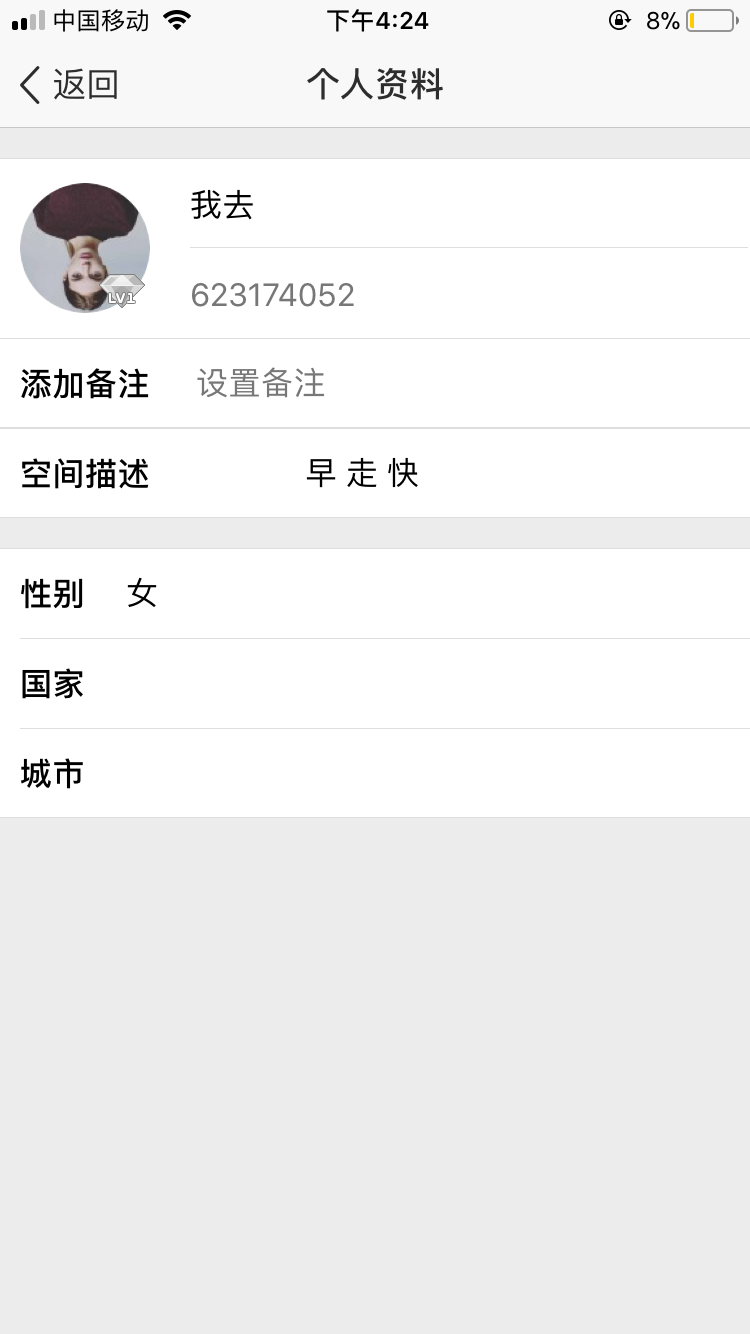 中国移动 下午4:24 8%
返回 个人资料
我去
LV1
623174052
添加备注 设置备注
空间描述 早 走 快
性别 女
国家
城市